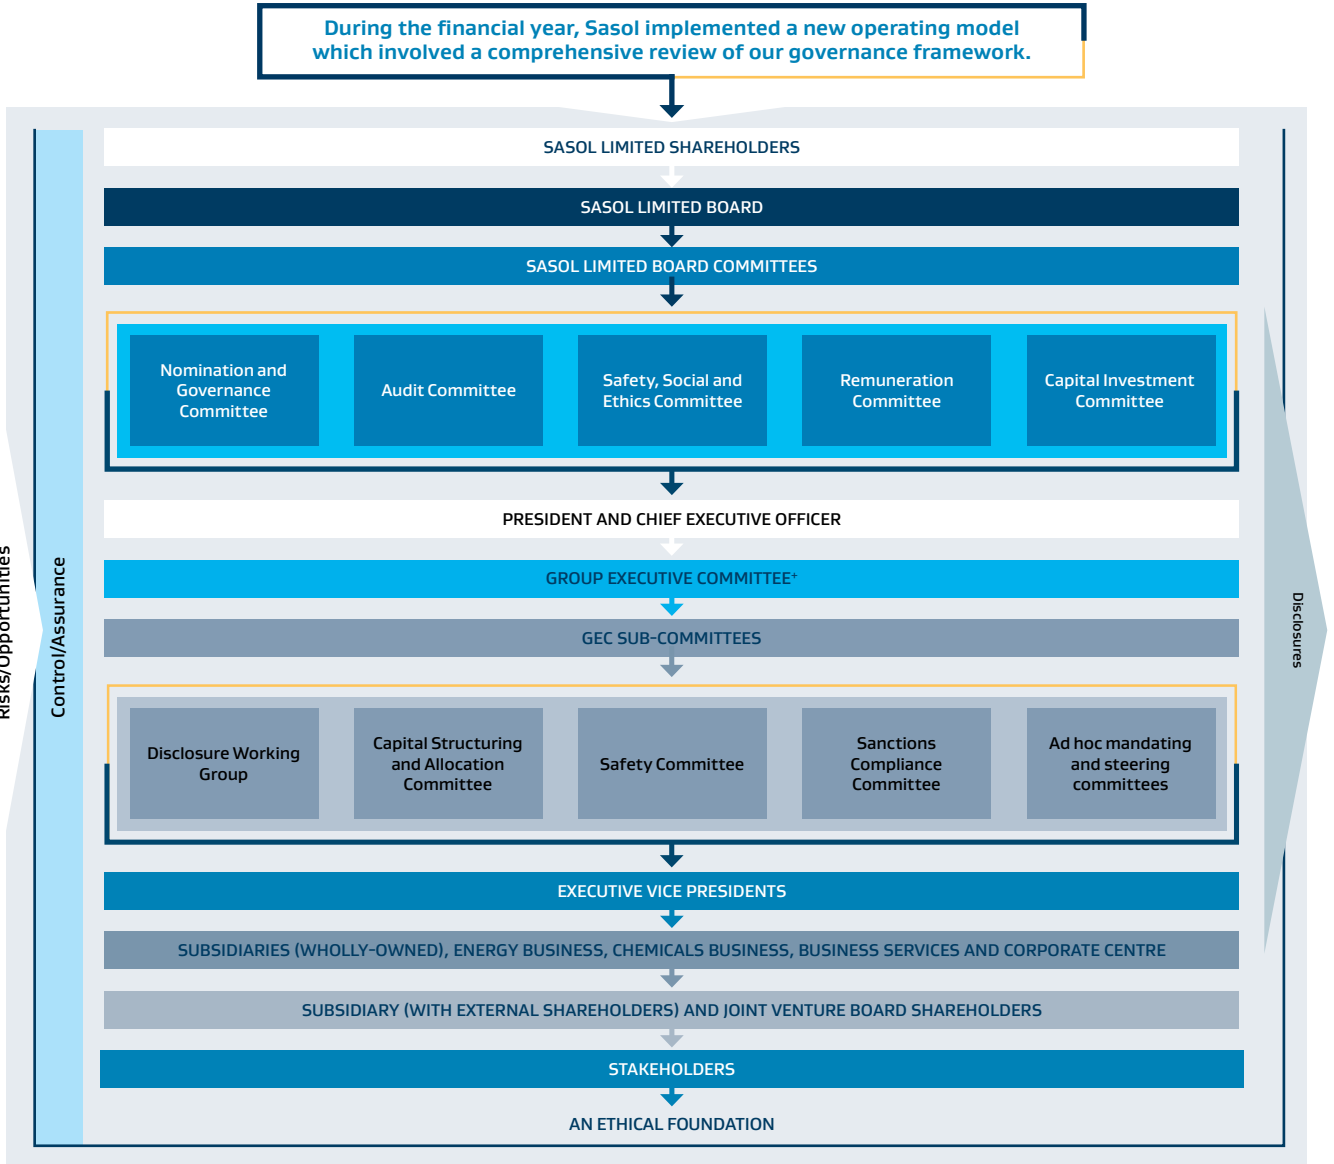 During the financial year, Sasol implemented a new operating model
which involved a comprehensive review of our governance framework.
SASOL LIMITED SHAREHOLDERS
SASOL LIMITED BOARD
SASOL LIMITED BOARD COMMITTEES
Nomination and
Governance
Committee
Audit Committee
Safety, Social and
Ethics Committee
Remuneration
Committee
Capital Investment
Committee
PRESIDENT AND CHIEF EXECUTIVE OFFICER
GROUP EXECUTIVE COMMITTEE+
GEC SUB-COMMITTEES
Disclosure Working
Group
Capital Structuring
and Allocation
Committee
Safety Committee
Sanctions
Compliance
Committee
Ad hoc mandating
and steering
committees
EXECUTIVE VICE PRESIDENTS
SUBSIDIARIES (WHOLLY-OWNED), ENERGY BUSINESS, CHEMICALS BUSINESS, BUSINESS SERVICES AND CORPORATE CENTRE
SUBSIDIARY (WITH EXTERNAL SHAREHOLDERS) AND JOINT VENTURE BOARD SHAREHOLDERS
STAKEHOLDERS
AN ETHICAL FOUNDATION
Risks/Opportunities
Control/Assurance
Disclosures